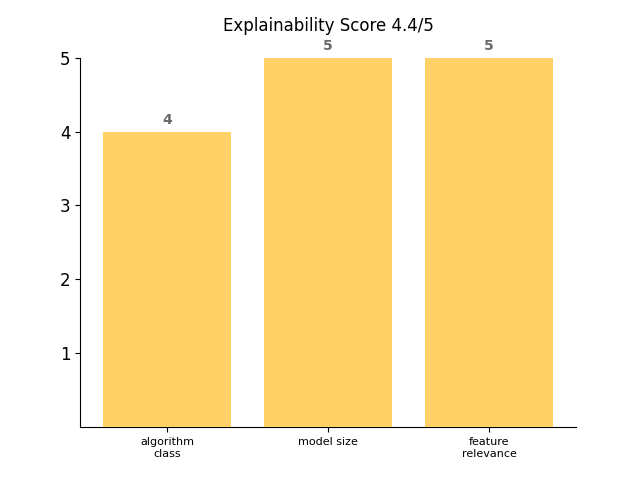 Explainability Score 4.4/5
5
5
5
4
4
3
2
1
algorithm
class
model size
feature
relevance